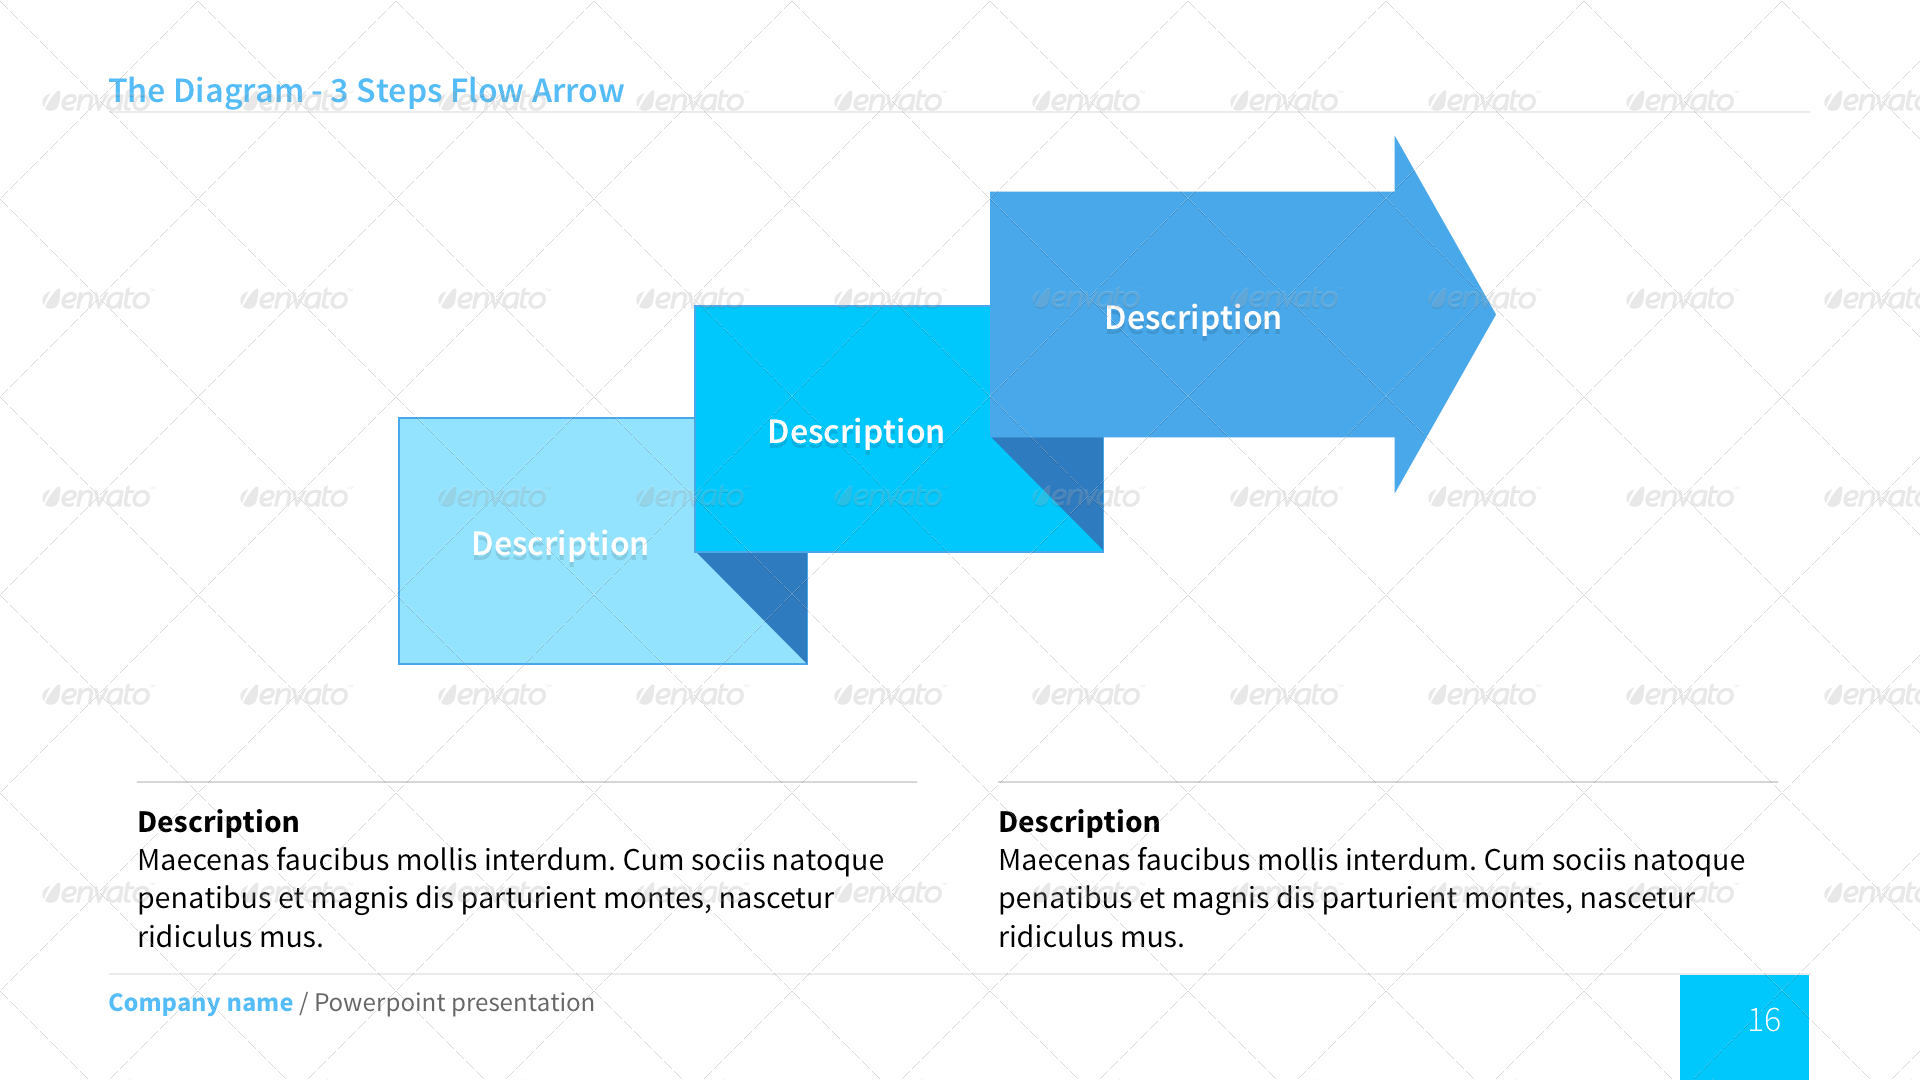 The Diagram - 3 Steps Flow Arrow
Description
Description
Description
Description
Maecenas faucibus mollis interdum. Cum sociis natoque
penatibus et magnis dis parturient montes, nascetur
ridiculus mus.
Description
Maecenas faucibus mollis interdum. Cum sociis natoque
penatibus et magnis dis parturient montes, nascetur
ridiculus mus.
Company name / Powerpoint presentation
16
envato